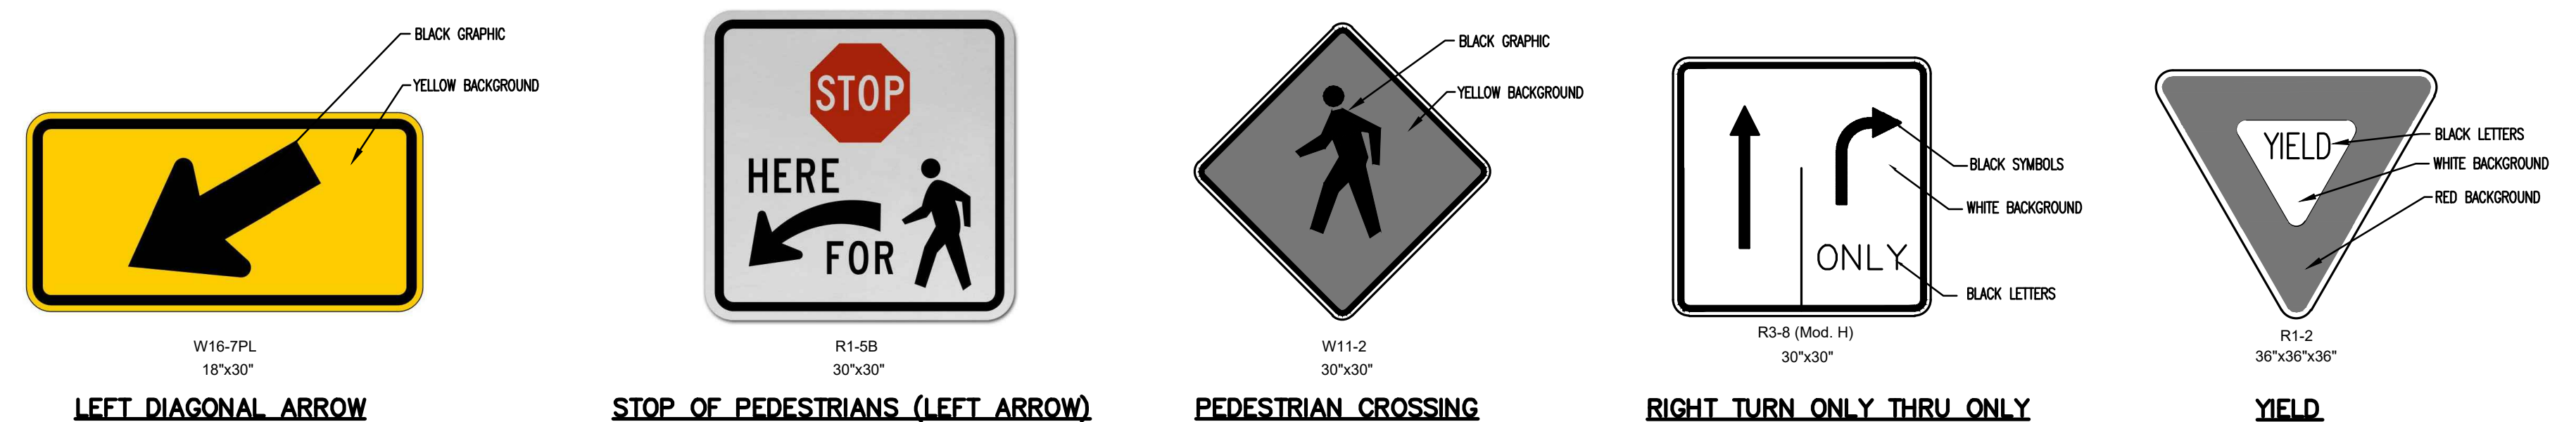 BLACK GRAPHIC
YELLOW BACKGROUND
W16-7PL
18"x30"
LEFT DIAGONAL ARROW
STOP
HERE
FOR
R1-5B
30"x30"
STOP OF PEDESTRIANS (LEFT ARROW)
BLACK GRAPHIC
YELLOW BACKGROUND
W11-2
30"x30"
PEDESTRIAN CROSSING
ONLY
BLACK SYMBOLS
WHITE BACKGROUND
BLACK LETTERS
R3-8 (Mod. H)
30"x30"
RIGHT TURN ONLY THRU ONLY
YIELD
BLACK LETTERS
WHITE BACKGROUND
RED BACKGROUND
R1-2
36"x36"x36"
YIELD